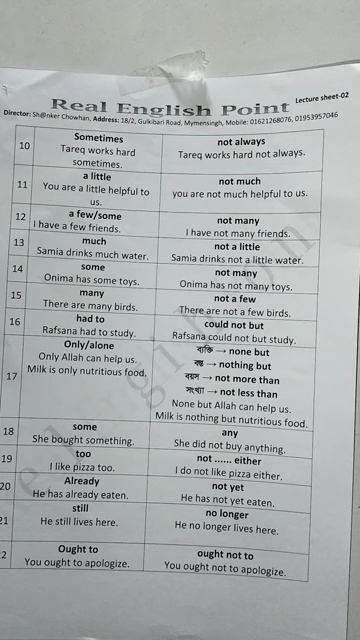 Lecture sheet-02
Real English Point
Director: Sh@nker Chowhan, Address: 18/2, Gulkibari Road, Mymensingh, Mobile: 01621268076, 01953957046
10
Sometimes
Tareq works hard
sometimes.
not always
Tareq works hard not always.
11
a little
You are a little helpful to
us.
not much
you are not much helpful to us.
12
a few/some
I have a few friends.
not many
I have not many friends.
13
much
Samia drinks much water.
not a little
Samia drinks not a little water.
14
some
Onima has some toys.
not many
Onima has not many toys.
15
many
There are many birds.
not a few
There are not a few birds.
16
had to
Rafsana had to study.
could not but
Rafsana could not but study.
17
Only/alone
Only Allah can help us.
Milk is only nutritious food.
ব্যক্তি → none but
বস্তু → nothing but
বয়স → not more than
সংখ্যা → not less than
None but Allah can help us.
Milk is nothing but nutritious food.
18
some
She bought something.
any
She did not buy anything.
19
too
I like pizza too.
not ...... either
I do not like pizza either.
20
Already
He has already eaten.
not yet
He has not yet eaten.
21
still
He still lives here.
no longer
He no longer lives here.
2
Ought to
You ought to apologize.
ought not to
You ought not to apologize.